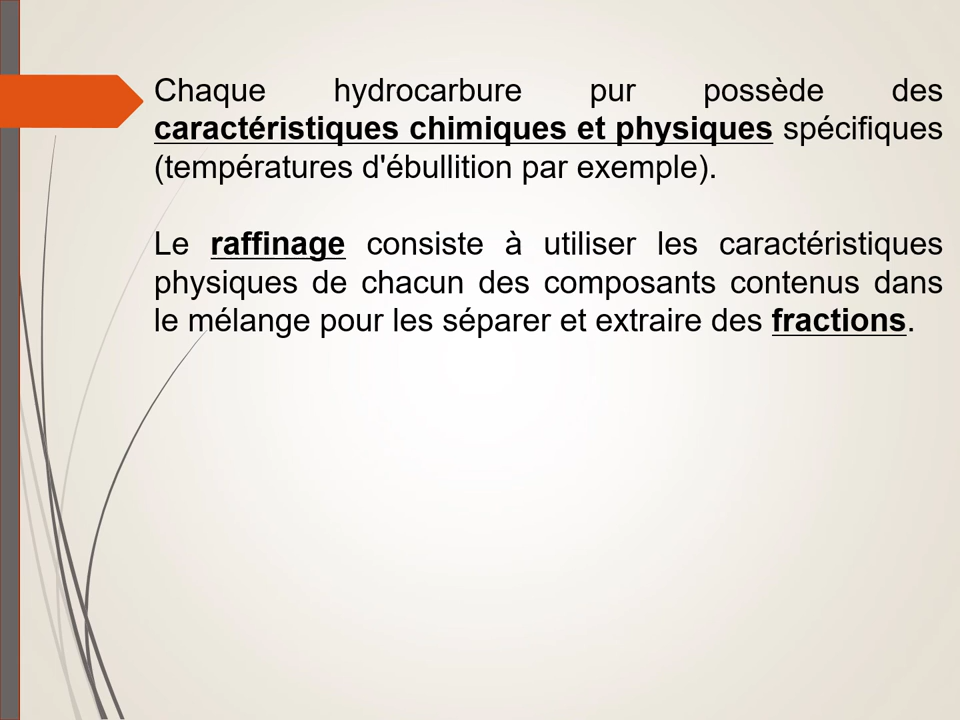 Chaque hydrocarbure pur possède des
caractéristiques chimiques et physiques spécifiques
(températures d'ébullition par exemple).
Le raffinage consiste à utiliser les caractéristiques
physiques de chacun des composants contenus dans
le mélange pour les séparer et extraire des fractions.